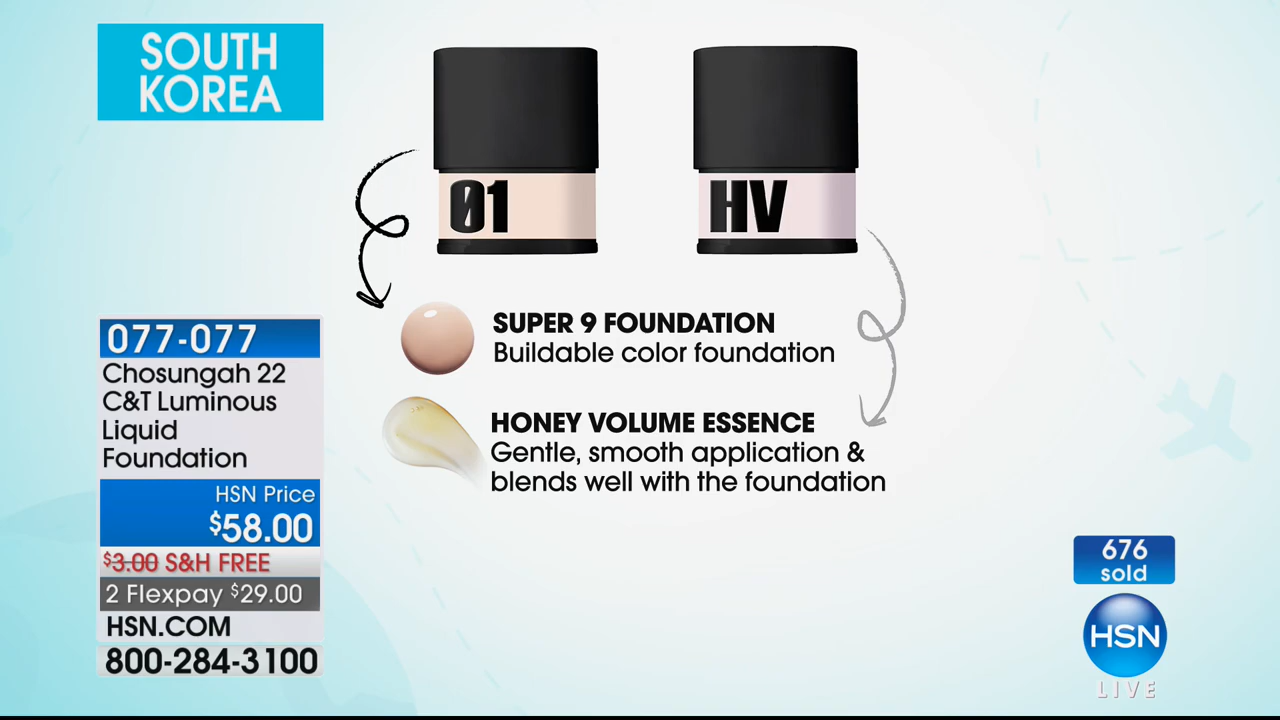 SOUTH
KOREA
01
HV
SUPER 9 FOUNDATION
Buildable color foundation
HONEY VOLUME ESSENCE
Gentle, smooth application &
blends well with the foundation
077-077
Chosungah 22
C&T Luminous
Liquid
Foundation
HSN Price
$58.00
$3.00 S&H FREE
2 Flexpay $29.00
HSN.COM
800-284-3100
676
sold
HSN
LIVE